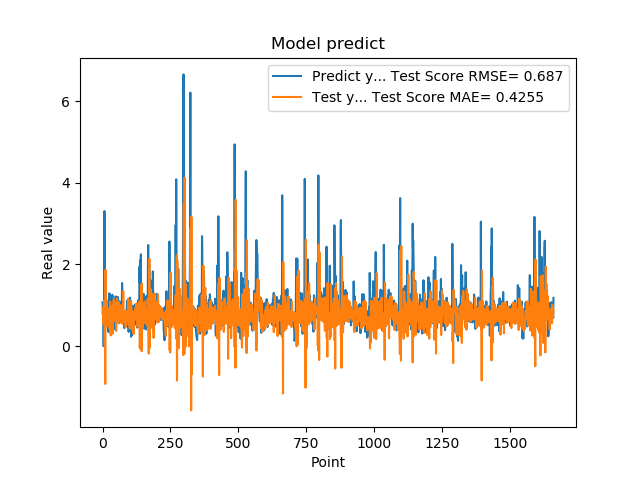 Model predict
Predict y... Test Score RMSE= 0.687
Test y... Test Score MAE= 0.4255
Real value
6
4
2
0
0 250 500 750 1000 1250 1500
Point